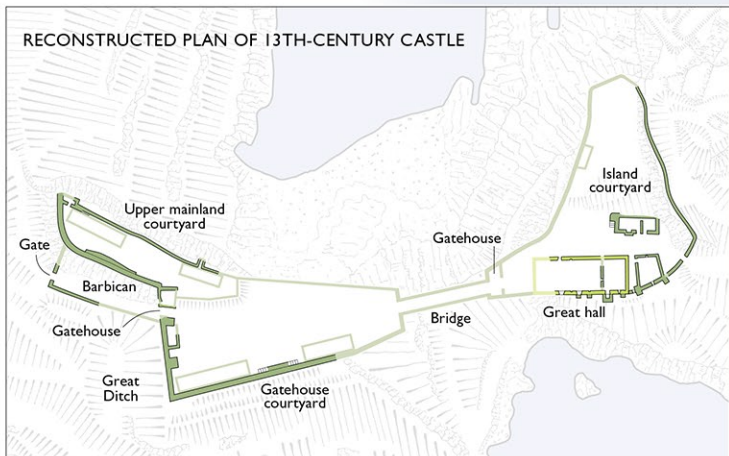 RECONSTRUCTED PLAN OF 13TH-CENTURY CASTLE
Island
courtyard
Upper mainland
courtyard
Gatehouse
Gate
Barbican
Great hall
Bridge
Gatehouse
Great
Ditch
Gatehouse
courtyard